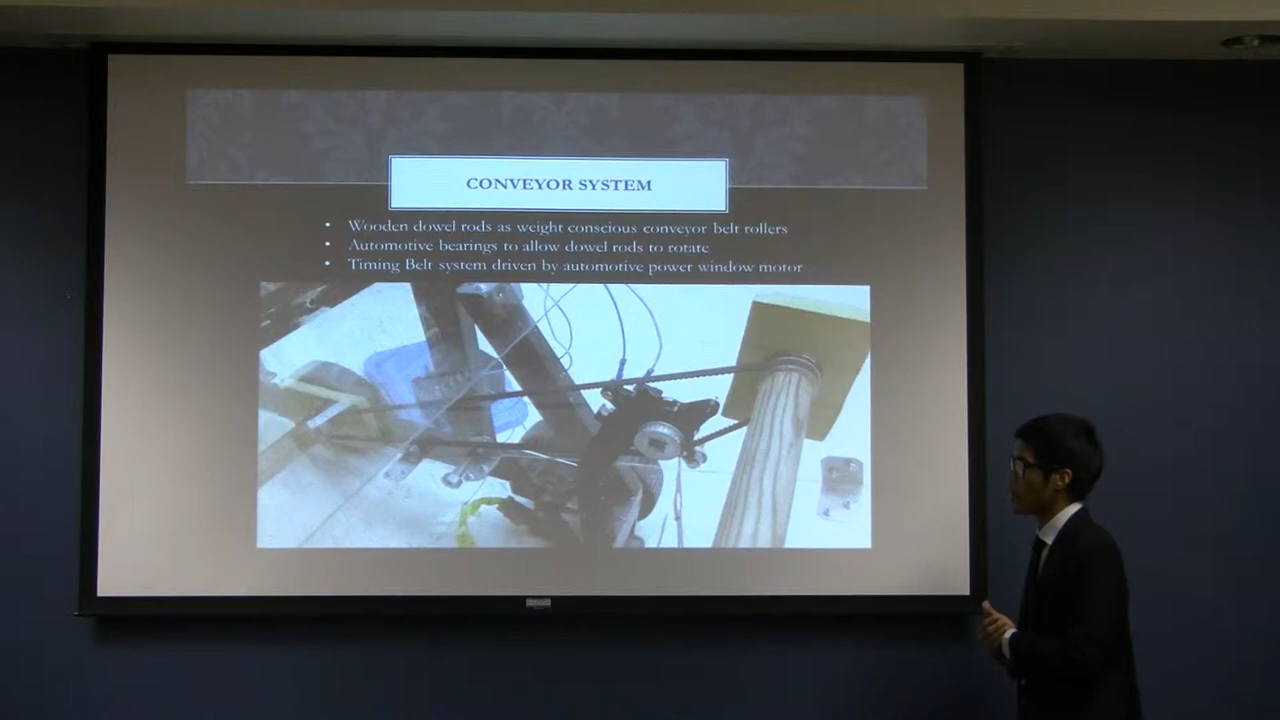 CONVEYOR SYSTEM
• Wooden dowel rods as weight conscious conveyor belt rollers
• Automotive bearings to allow dowel rods to rotate
• Timing Belt system driven by automotive power window motor